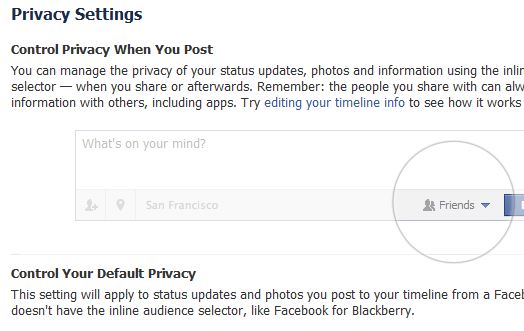 Privacy Settings
Control Privacy When You Post
You can manage the privacy of your status updates, photos and information using the
selector — when you share or afterwards. Remember: the people you share with can
information with others, including apps. Try editing your timeline info to see how it works
What's on your mind?
San Francisco Friends
Control Your Default Privacy
This setting will apply to status updates and photos you post to your timeline from a
doesn't have the inline audience selector, like Facebook for Blackberry.